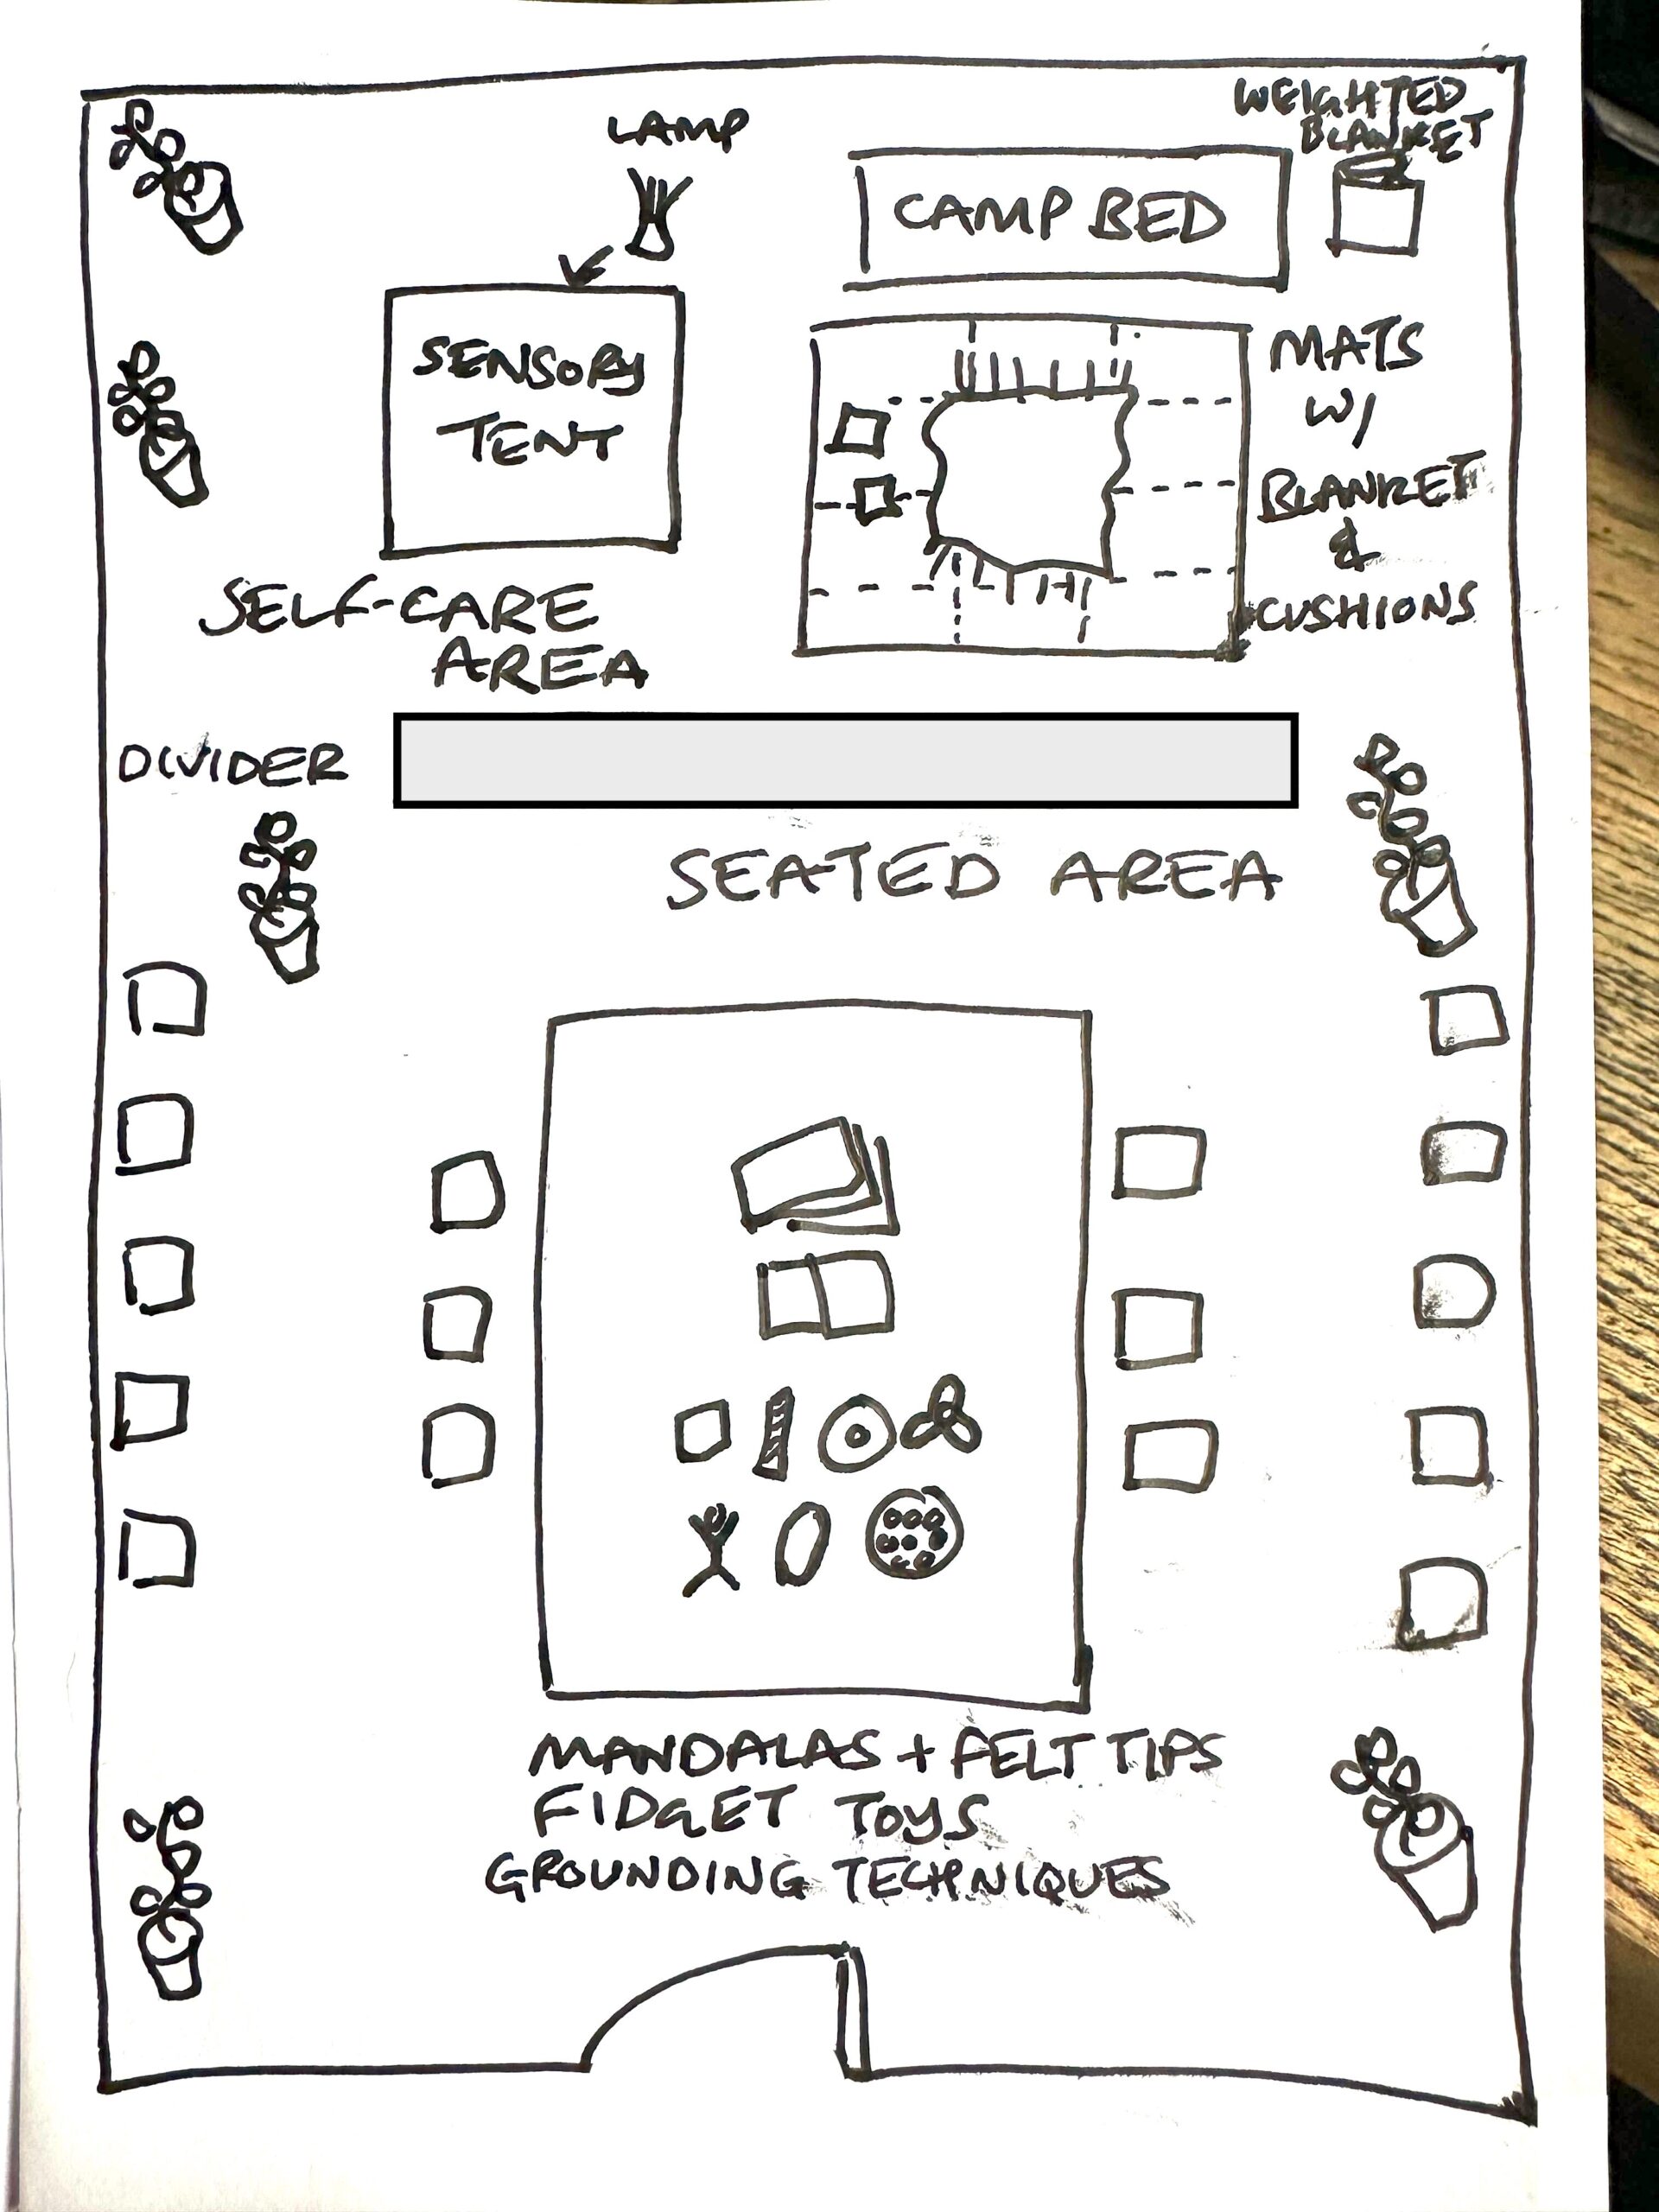 WEIGHTED
BLANKET
LAMP
CAMP BED
SENSORY
TENT
MATS
W/
BLANKET
&
CUSHIONS
SELF-CARE
AREA
DIVIDER
SEATED AREA
MANDALAS + FELT TIPS
FIDGET TOYS
GROUNDING TECHNIQUES